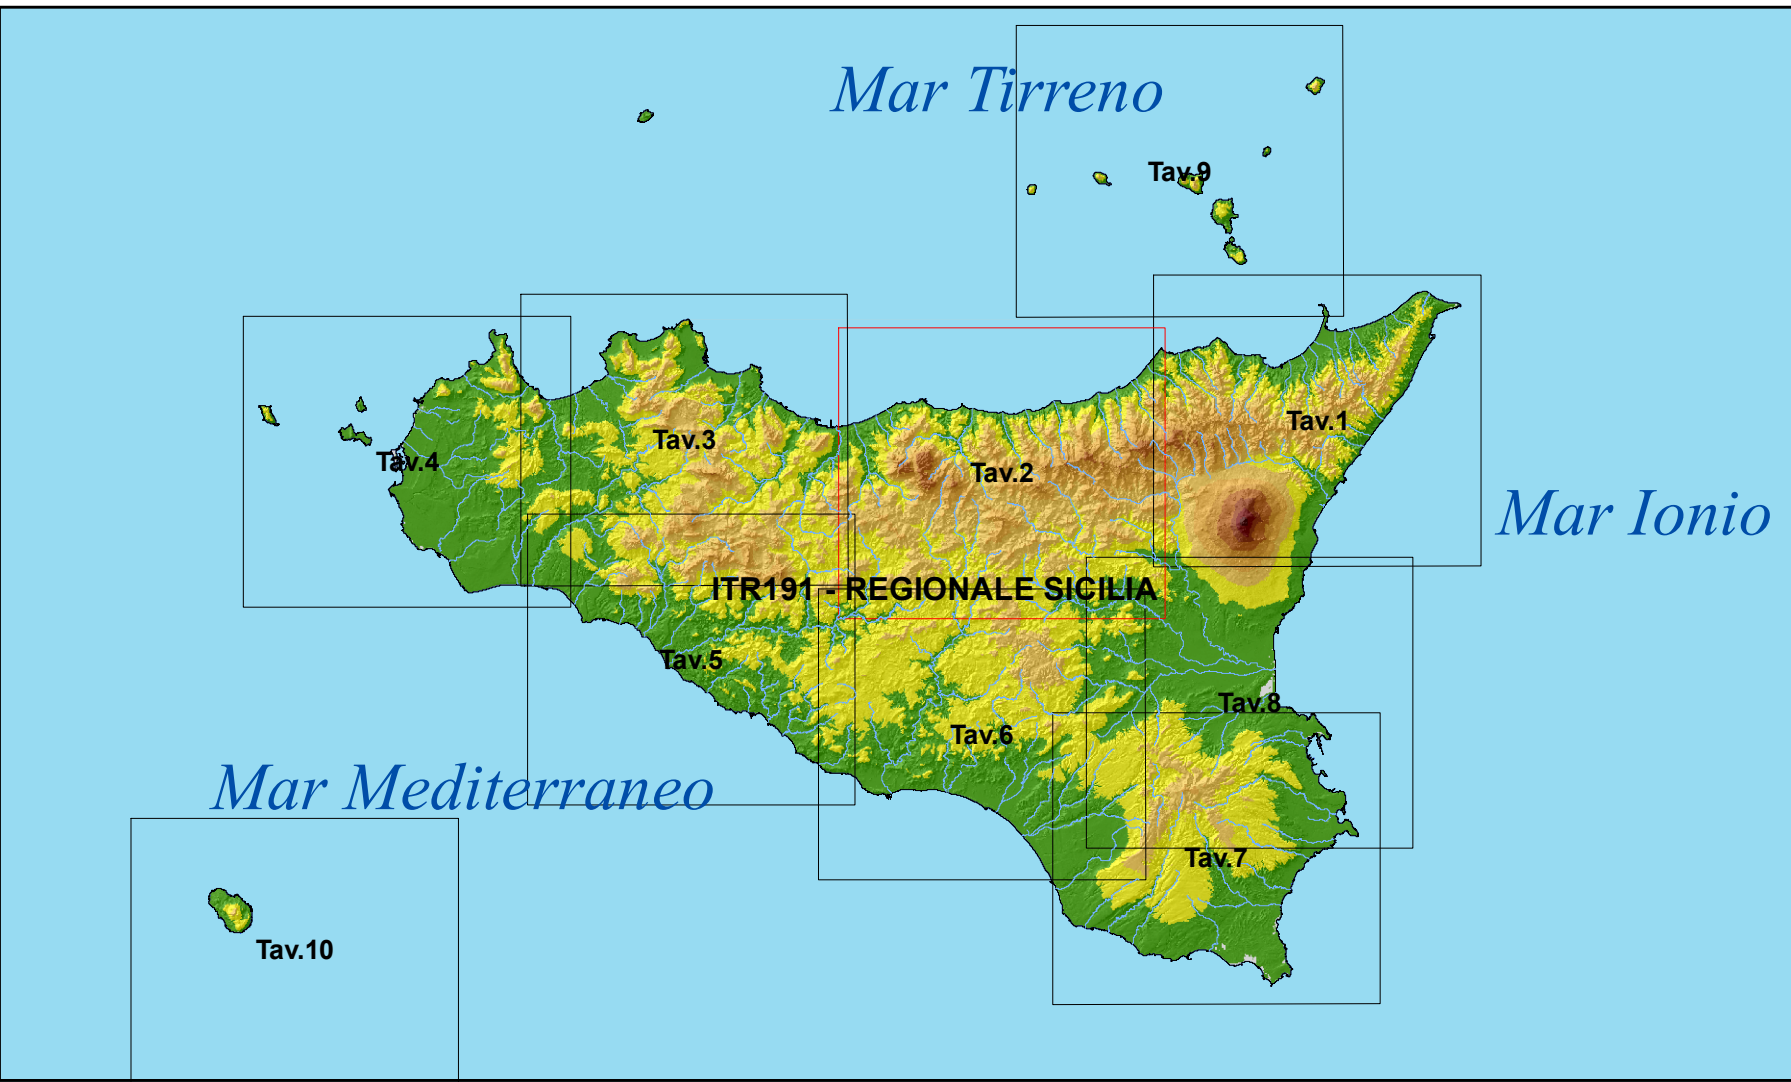 Mar Tirreno
Tav.9
Tav.1
Tav.3
Tav.4
Tav.2
Mar Ionio
ITR191 - REGIONALE SICILIA
Tav.5
Tav.8
Tav.6
Mar Mediterraneo
Tav.7
Tav.10